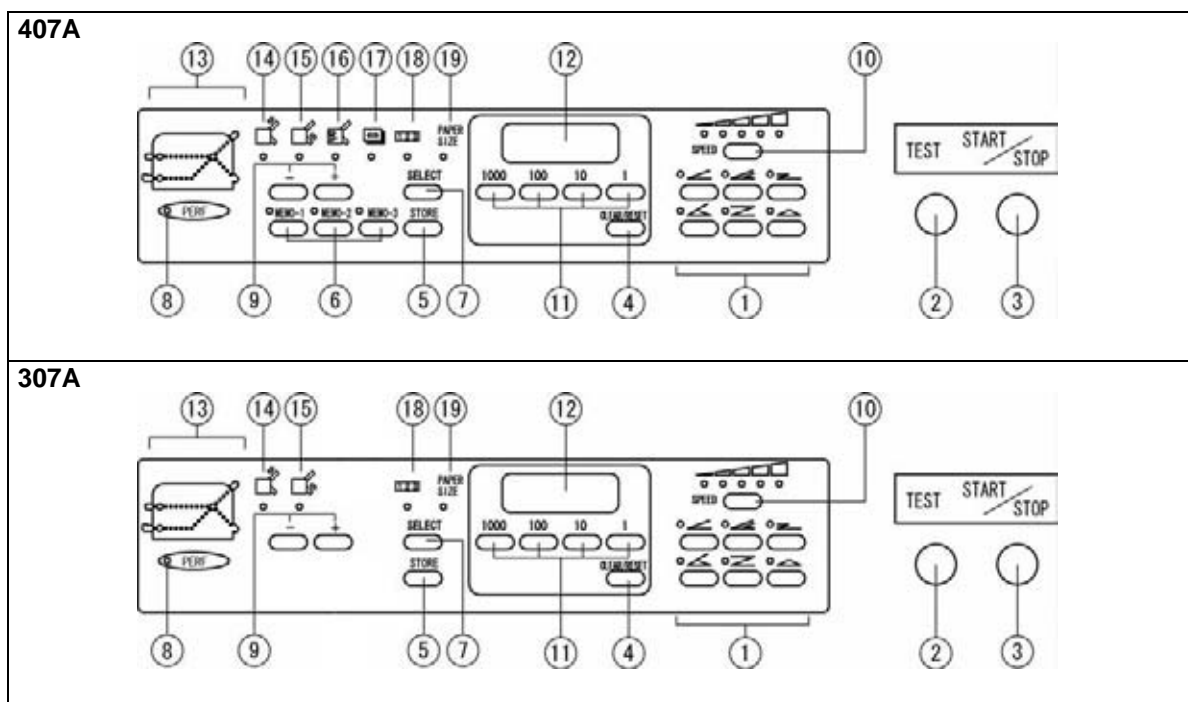 407A
⑬ ⑭ ⑮ ⑯ ⑰ ⑱ ⑲ ⑫ ⑩
PAPER
SIZE
SPEED
TEST START/STOP
− +
SELECT
1000 100 10 1
PERF
MEMO-1 MEMO-2 MEMO-3 STORE
CLEAR/RESET
⑧ ⑨ ⑥ ⑤ ⑦ ⑪ ④ ① ② ③
307A
⑬ ⑭ ⑮ ⑱ ⑲ ⑫ ⑩
PAPER
SIZE
SPEED
TEST START/STOP
− +
SELECT
1000 100 10 1
PERF
STORE
CLEAR/RESET
⑧ ⑨ ⑤ ⑦ ⑪ ④ ① ② ③